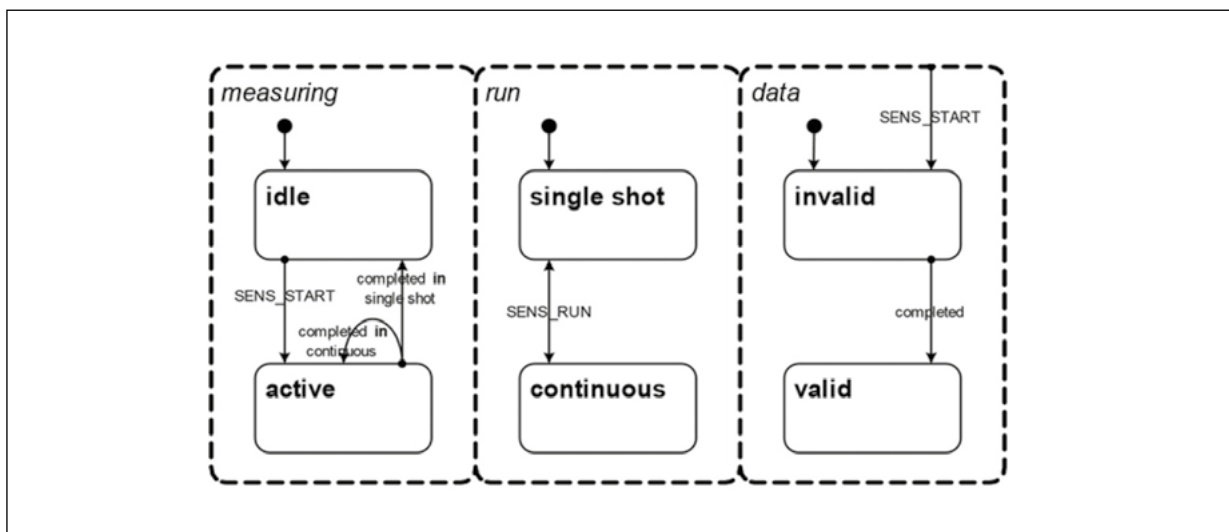 measuring
idle
SENS_START
completed in
single shot
completed in
continuous
active
run
single shot
SENS_RUN
continuous
data
SENS_START
invalid
completed
valid